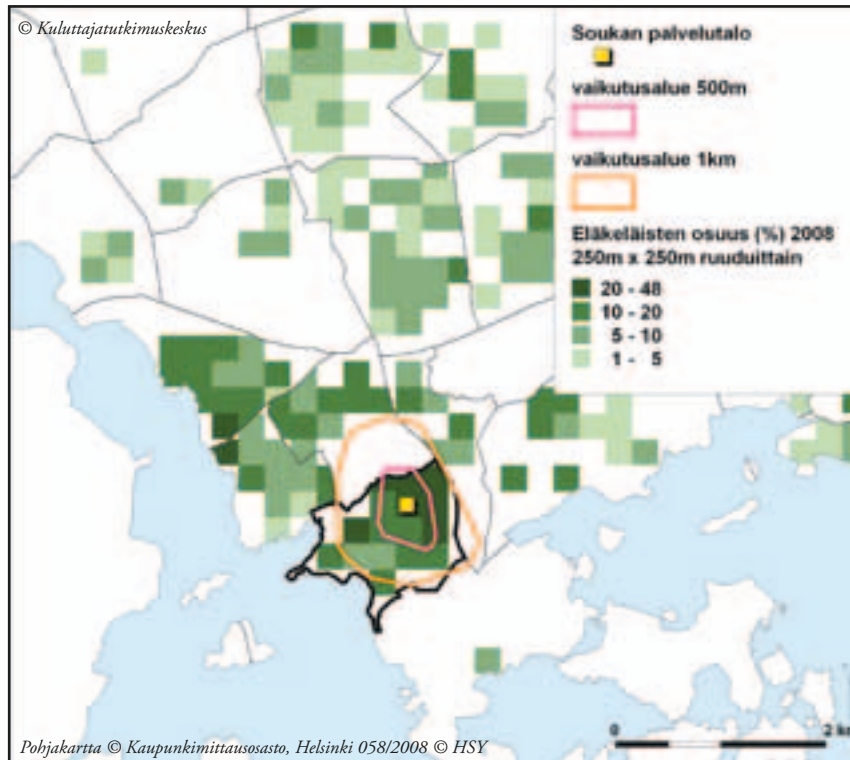 © Kuluttajatutkimuskeskus
Soukan palvelutalo
vaikutusalue 500m
vaikutusalue 1km
Eläkeläisten osuus (%) 2008
250m x 250m ruuduittain
20 - 48
10 - 20
5 - 10
1 - 5
0
2 km
Pohjakartta © Kaupunkimittausosasto, Helsinki 058/2008 © HSY